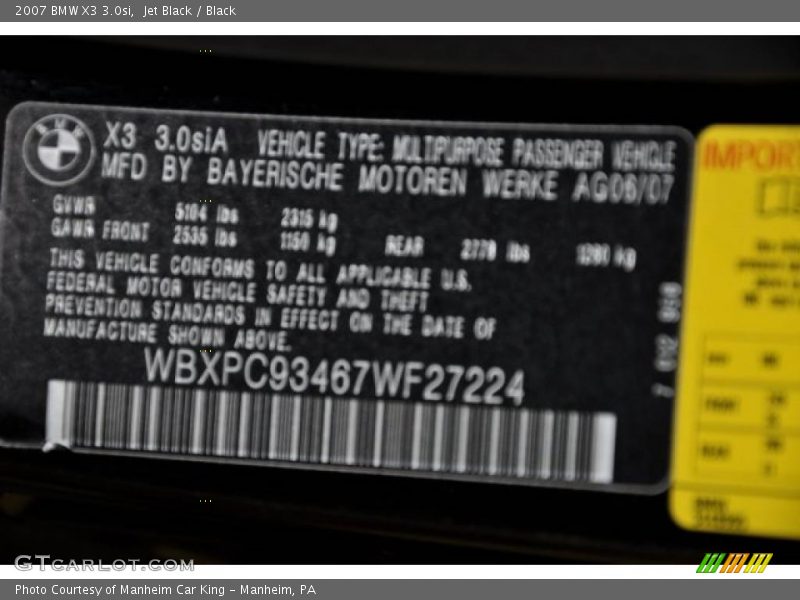 2007 BMW X3 3.0si, Jet Black / Black
BMW
X3 3.0siA VEHICLE TYPE: MULTIPURPOSE PASSENGER VEHICLE
MFD BY BAYERISCHE MOTOREN WERKE AG06/07
GVWR 5104 lbs 2315 kg
GAWR FRONT 2535 lbs 1150 kg REAR 2778 lbs kg
THIS VEHICLE CONFORMS TO ALL APPLICABLE U.S.
FEDERAL MOTOR VEHICLE SAFETY AND THEFT
PREVENTION STANDARDS IN EFFECT ON THE DATE OF
MANUFACTURE SHOWN ABOVE.
WBXPC93467WF27224
IMPORT
GTcarlot.com
Photo Courtesy of Manheim Car King - Manheim, PA